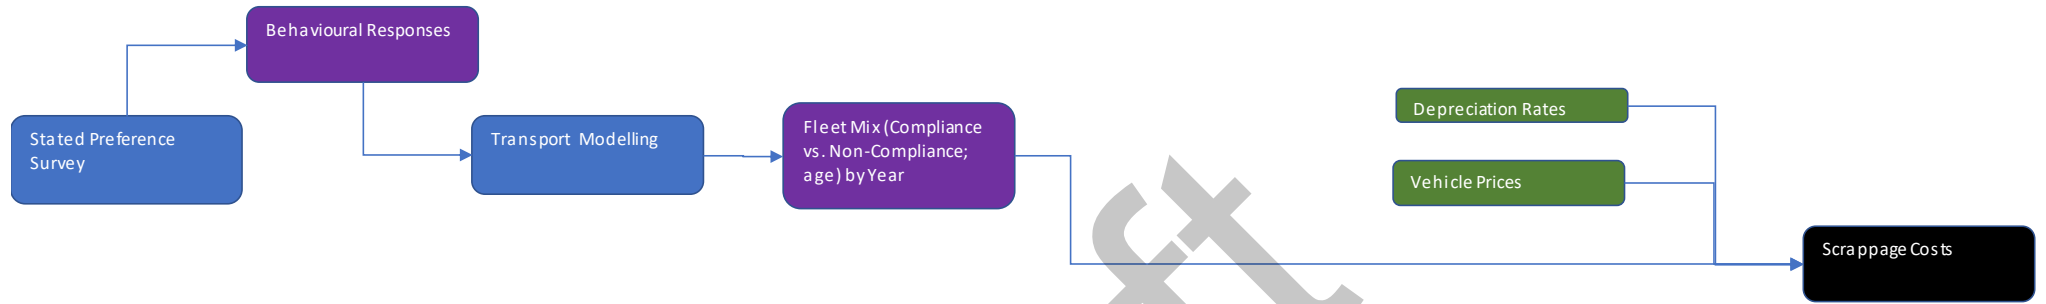 Behavioural Responses
Stated Preference
Survey
Transport Modelling
Fleet Mix (Compliance
vs. Non-Compliance;
age) by Year
Depreciation Rates
Vehicle Prices
Scrappage Costs
ft